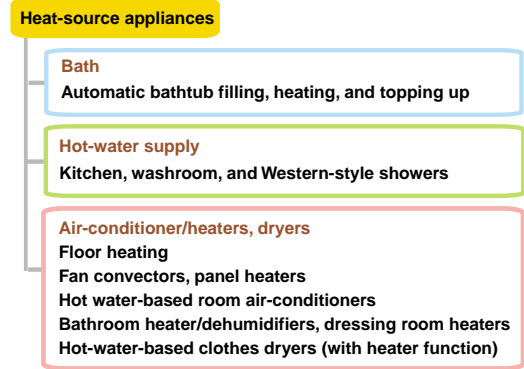 Heat-source appliances
Bath
Automatic bathtub filling, heating, and topping up
Hot-water supply
Kitchen, washroom, and Western-style showers
Air-conditioner/heaters, dryers
Floor heating
Fan convectors, panel heaters
Hot water-based room air-conditioners
Bathroom heater/dehumidifiers, dressing room heaters
Hot-water-based clothes dryers (with heater function)